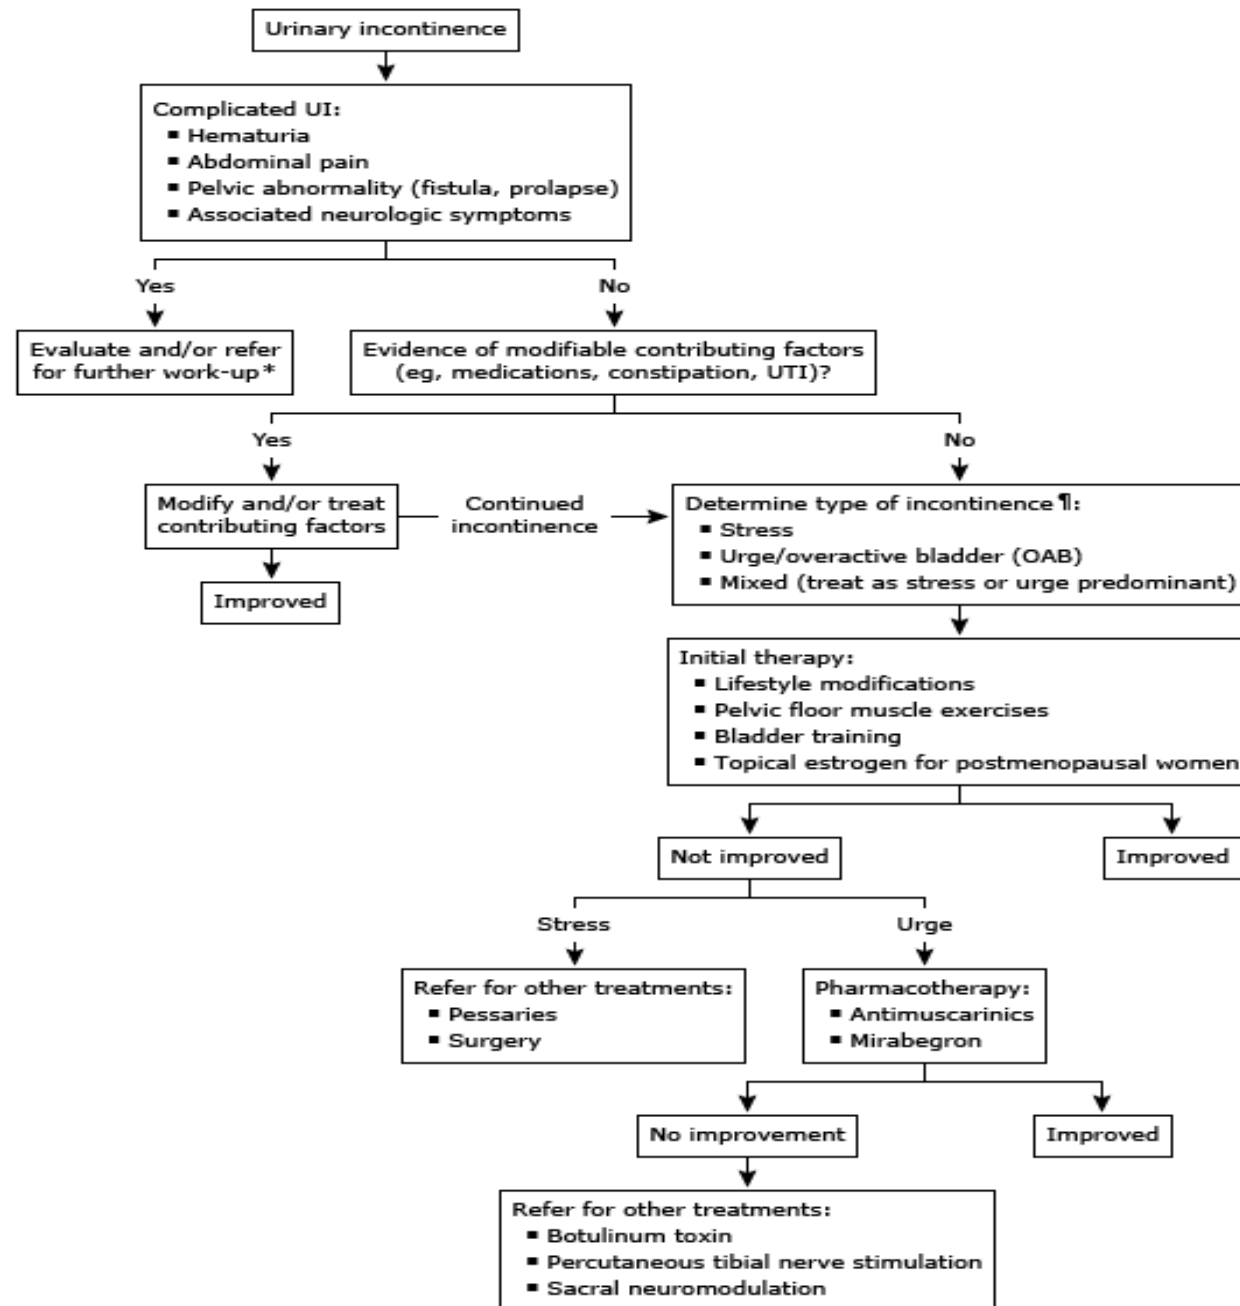 Urinary incontinence
Complicated UI:
▪ Hematuria
▪ Abdominal pain
▪ Pelvic abnormality (fistula, prolapse)
▪ Associated neurologic symptoms
Yes
No
Evaluate and/or refer
for further work-up*
Evidence of modifiable contributing factors
(eg, medications, constipation, UTI)?
Yes
No
Modify and/or treat
contributing factors
Continued
incontinence
Determine type of incontinence¶:
▪ Stress
▪ Urge/overactive bladder (OAB)
▪ Mixed (treat as stress or urge predominant)
Improved
Initial therapy:
▪ Lifestyle modifications
▪ Pelvic floor muscle exercises
▪ Bladder training
▪ Topical estrogen for postmenopausal women
Not improved
Improved
Stress
Urge
Refer for other treatments:
▪ Pessaries
▪ Surgery
Pharmacotherapy:
▪ Antimuscarinics
▪ Mirabegron
No improvement
Improved
Refer for other treatments:
▪ Botulinum toxin
▪ Percutaneous tibial nerve stimulation
▪ Sacral neuromodulation